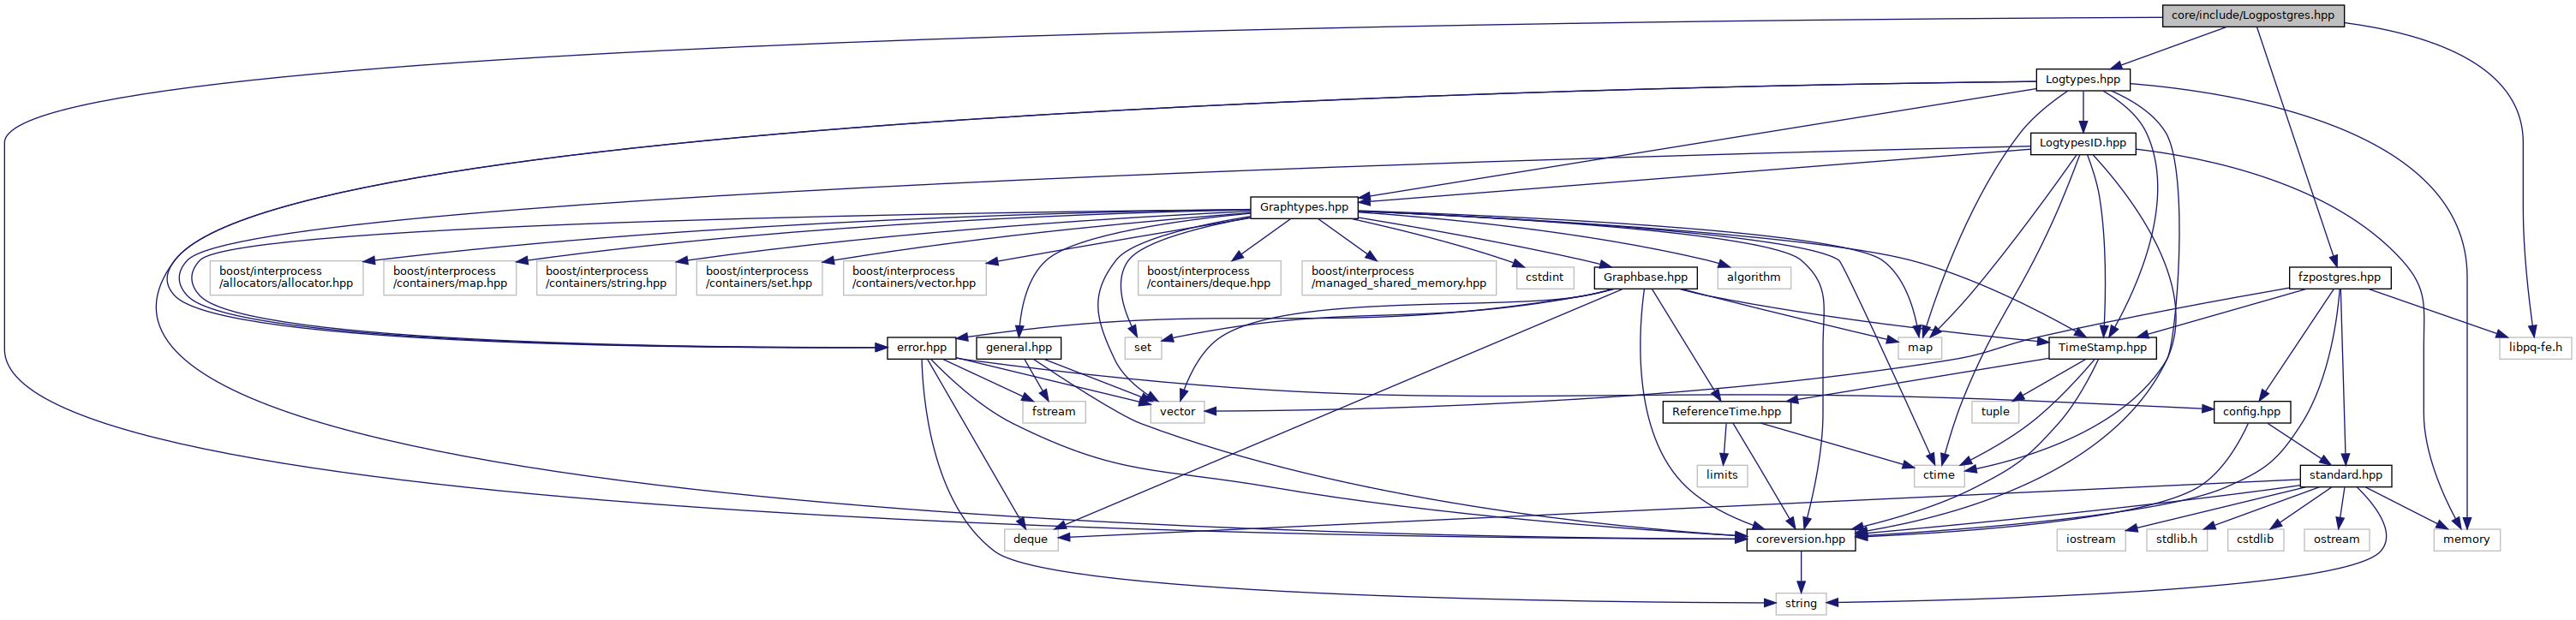 core/include/Logpostgres.hpp
Logtypes.hpp
LogtypesID.hpp
Graphtypes.hpp
boost/interprocess
/allocators/allocator.hpp
boost/interprocess
/containers/map.hpp
boost/interprocess
/containers/string.hpp
boost/interprocess
/containers/set.hpp
boost/interprocess
/containers/vector.hpp
boost/interprocess
/containers/deque.hpp
boost/interprocess
/managed_shared_memory.hpp
cstdint
Graphbase.hpp
algorithm
fzpostgres.hpp
error.hpp
general.hpp
set
map
TimeStamp.hpp
libpq-fe.h
fstream
vector
ReferenceTime.hpp
tuple
config.hpp
limits
ctime
standard.hpp
deque
coreversion.hpp
iostream
stdlib.h
cstdlib
ostream
memory
string